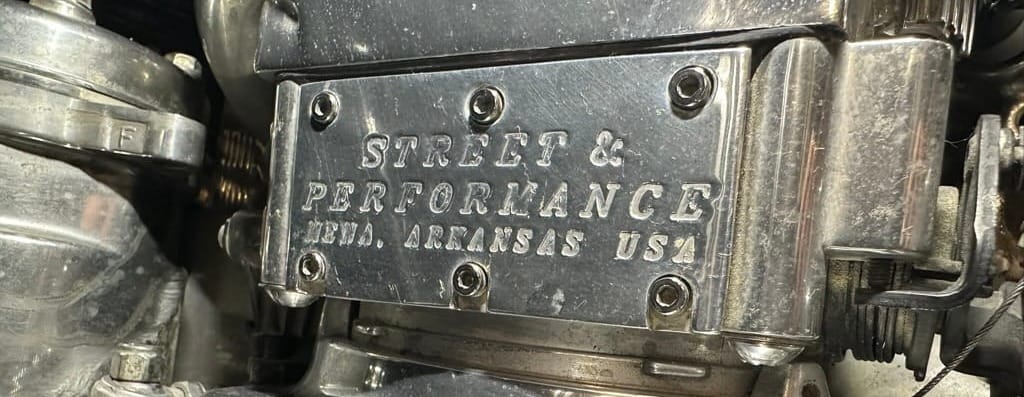 F
STREET &
PERFORMANCE
MENA, ARKANSAS USA